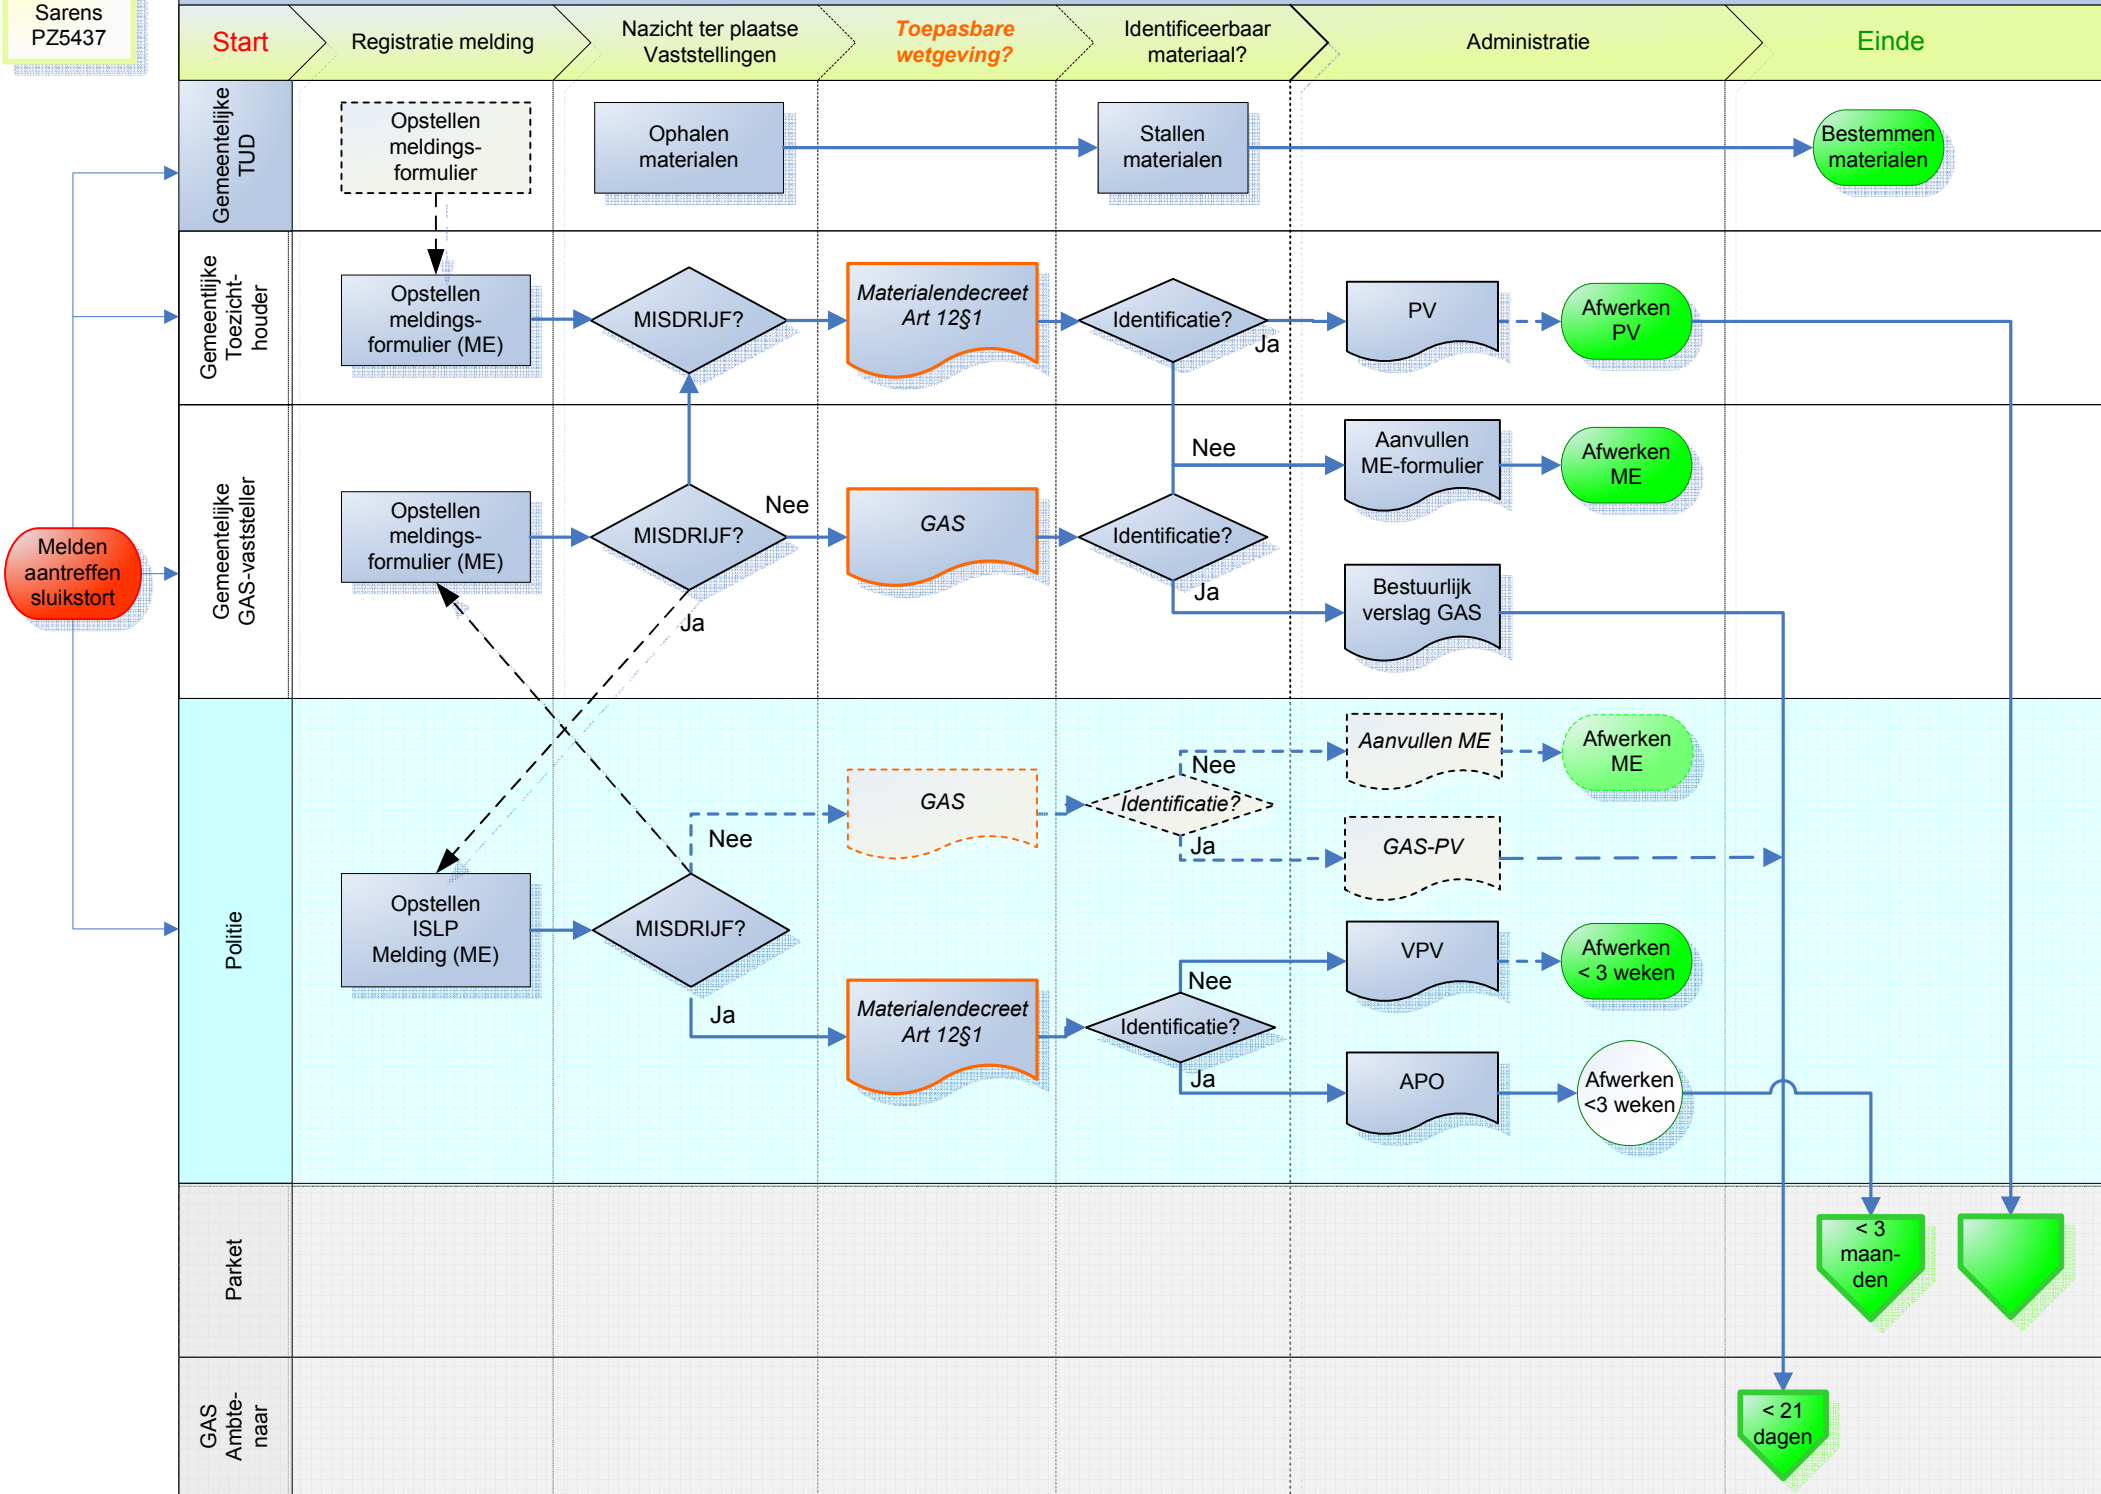 Sarens
PZ5437
Start
Registratie melding
Nazicht ter plaatse
Vaststellingen
Toepasbare
wetgeving?
Identificeerbaar
materiaal?
Administratie
Einde
Gemeentelijke
TUD
Opstellen
meldings-
formulier
Ophalen
materialen
Stallen
materialen
Bestemmen
materialen
Gemeentlijke
Toezicht-
houder
Opstellen
meldings-
formulier (ME)
MISDRIJF?
Materialendecreet
Art 12§1
Identificatie?
Ja
PV
Afwerken
PV
Gemeentelijke
GAS-vaststeller
Opstellen
meldings-
formulier (ME)
MISDRIJF?
Nee
Ja
GAS
Identificatie?
Nee
Ja
Aanvullen
ME-formulier
Afwerken
ME
Bestuurlijk
verslag GAS
Melden
aantreffen
sluikstort
Politie
Opstellen
ISLP
Melding (ME)
MISDRIJF?
Nee
Ja
GAS
Identificatie?
Nee
Ja
Aanvullen ME
Afwerken
ME
GAS-PV
Materialendecreet
Art 12§1
Identificatie?
Nee
Ja
VPV
Afwerken
< 3 weken
APO
Afwerken
<3 weken
Parket
< 3
maan-
den
GAS
Ambte-
naar
< 21
dagen